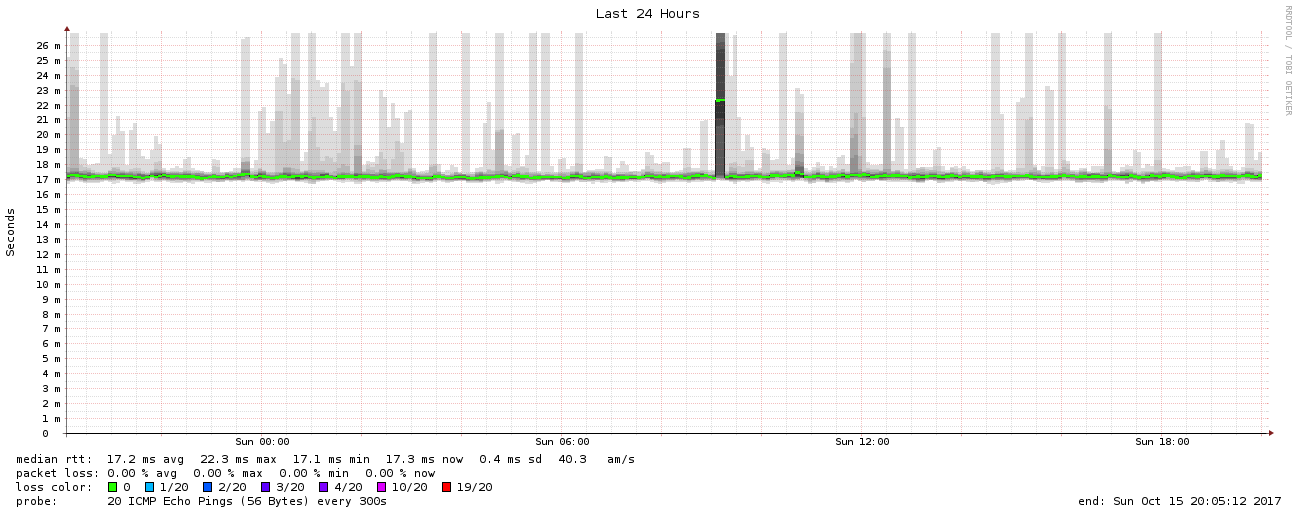 Last 24 Hours
RRDTOOL / TOBI OETIKER
26 m
25 m
24 m
23 m
22 m
21 m
20 m
19 m
18 m
17 m
16 m
15 m
14 m
13 m
12 m
11 m
10 m
9 m
8 m
7 m
6 m
5 m
4 m
3 m
2 m
1 m
0
Seconds
Sun 00:00 Sun 06:00 Sun 12:00 Sun 18:00
median rtt: 17.2 ms avg 22.3 ms max 17.1 ms min 17.3 ms now 0.4 ms sd 40.3 am/s
packet loss: 0.00 % avg 0.00 % max 0.00 % min 0.00 % now
loss color: 0 1/20 2/20 3/20 4/20 10/20 19/20
probe: 20 ICMP Echo Pings (56 Bytes) every 300s end: Sun Oct 15 20:05:12 2017